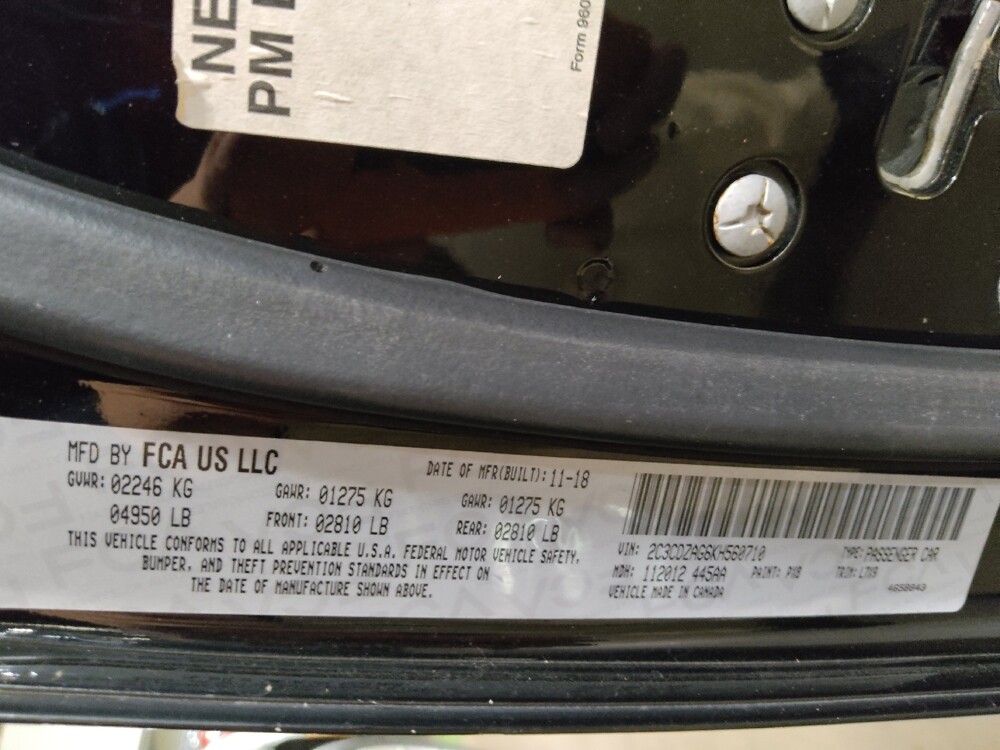 NE
PM
Form 960
MFD BY FCA US LLC
DATE OF MFR(BUILT): 11-18
GVWR: 02246 KG
GAWR: 01275 KG
GAWR: 01275 KG
04950 LB
FRONT: 02810 LB
REAR: 02810 LB
THIS VEHICLE CONFORMS TO ALL APPLICABLE U.S.A. FEDERAL MOTOR VEHICLE SAFETY,
BUMPER, AND THEFT PREVENTION STANDARDS IN EFFECT ON
THE DATE OF MANUFACTURE SHOWN ABOVE.
VIN: 2C3CDZAG6KH560710
TYPE: PASSENGER CAR
MDH: 112012 445AA
PAINT: PX8
TRIM: L7X9
VEHICLE MADE IN CANADA